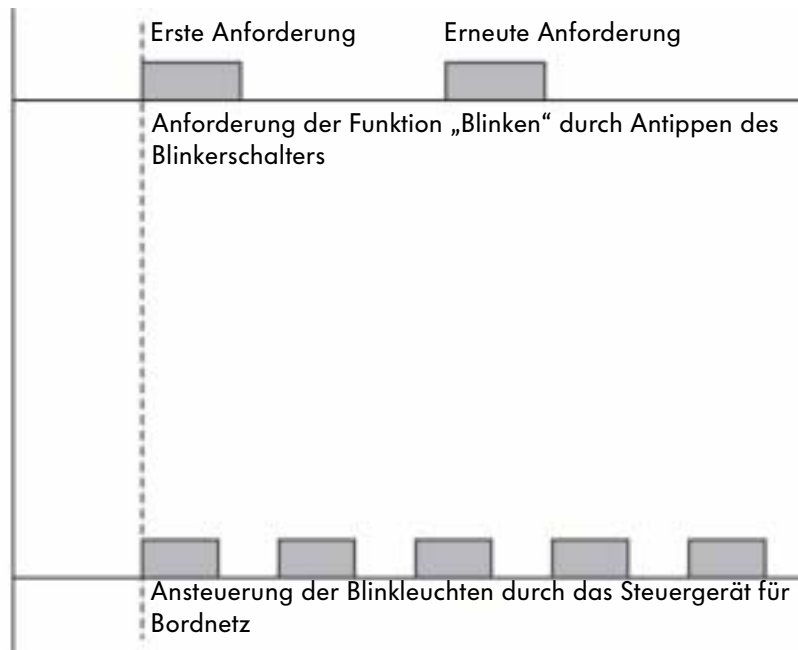 Erste Anforderung
Erneute Anforderung
Anforderung der Funktion „Blinken“ durch Antippen des
Blinkerschalters
Ansteuerung der Blinkleuchten durch das Steuergerät für
Bordnetz